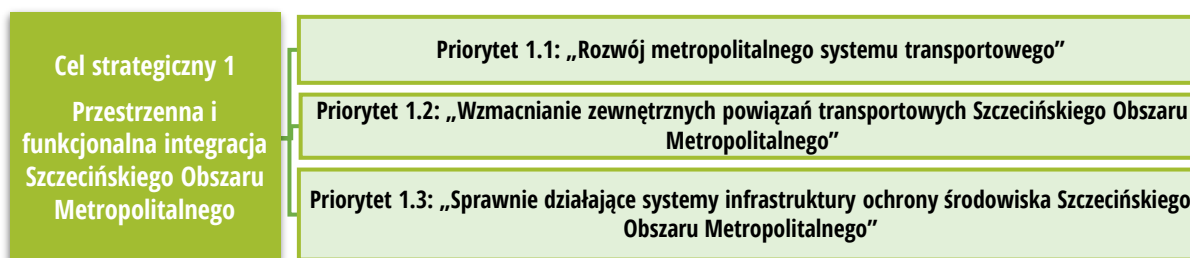 Cel strategiczny 1
Przestrzenna i
funkcjonalna integracja
Szczecińskiego Obszaru
Metropolitalnego
Priorytet 1.1: „Rozwój metropolitalnego systemu transportowego”
Priorytet 1.2: „Wzmacnianie zewnętrznych powiązań transportowych Szczecińskiego Obszaru
Metropolitalnego”
Priorytet 1.3: „Sprawnie działające systemy infrastruktury ochrony środowiska Szczecińskiego
Obszaru Metropolitalnego”